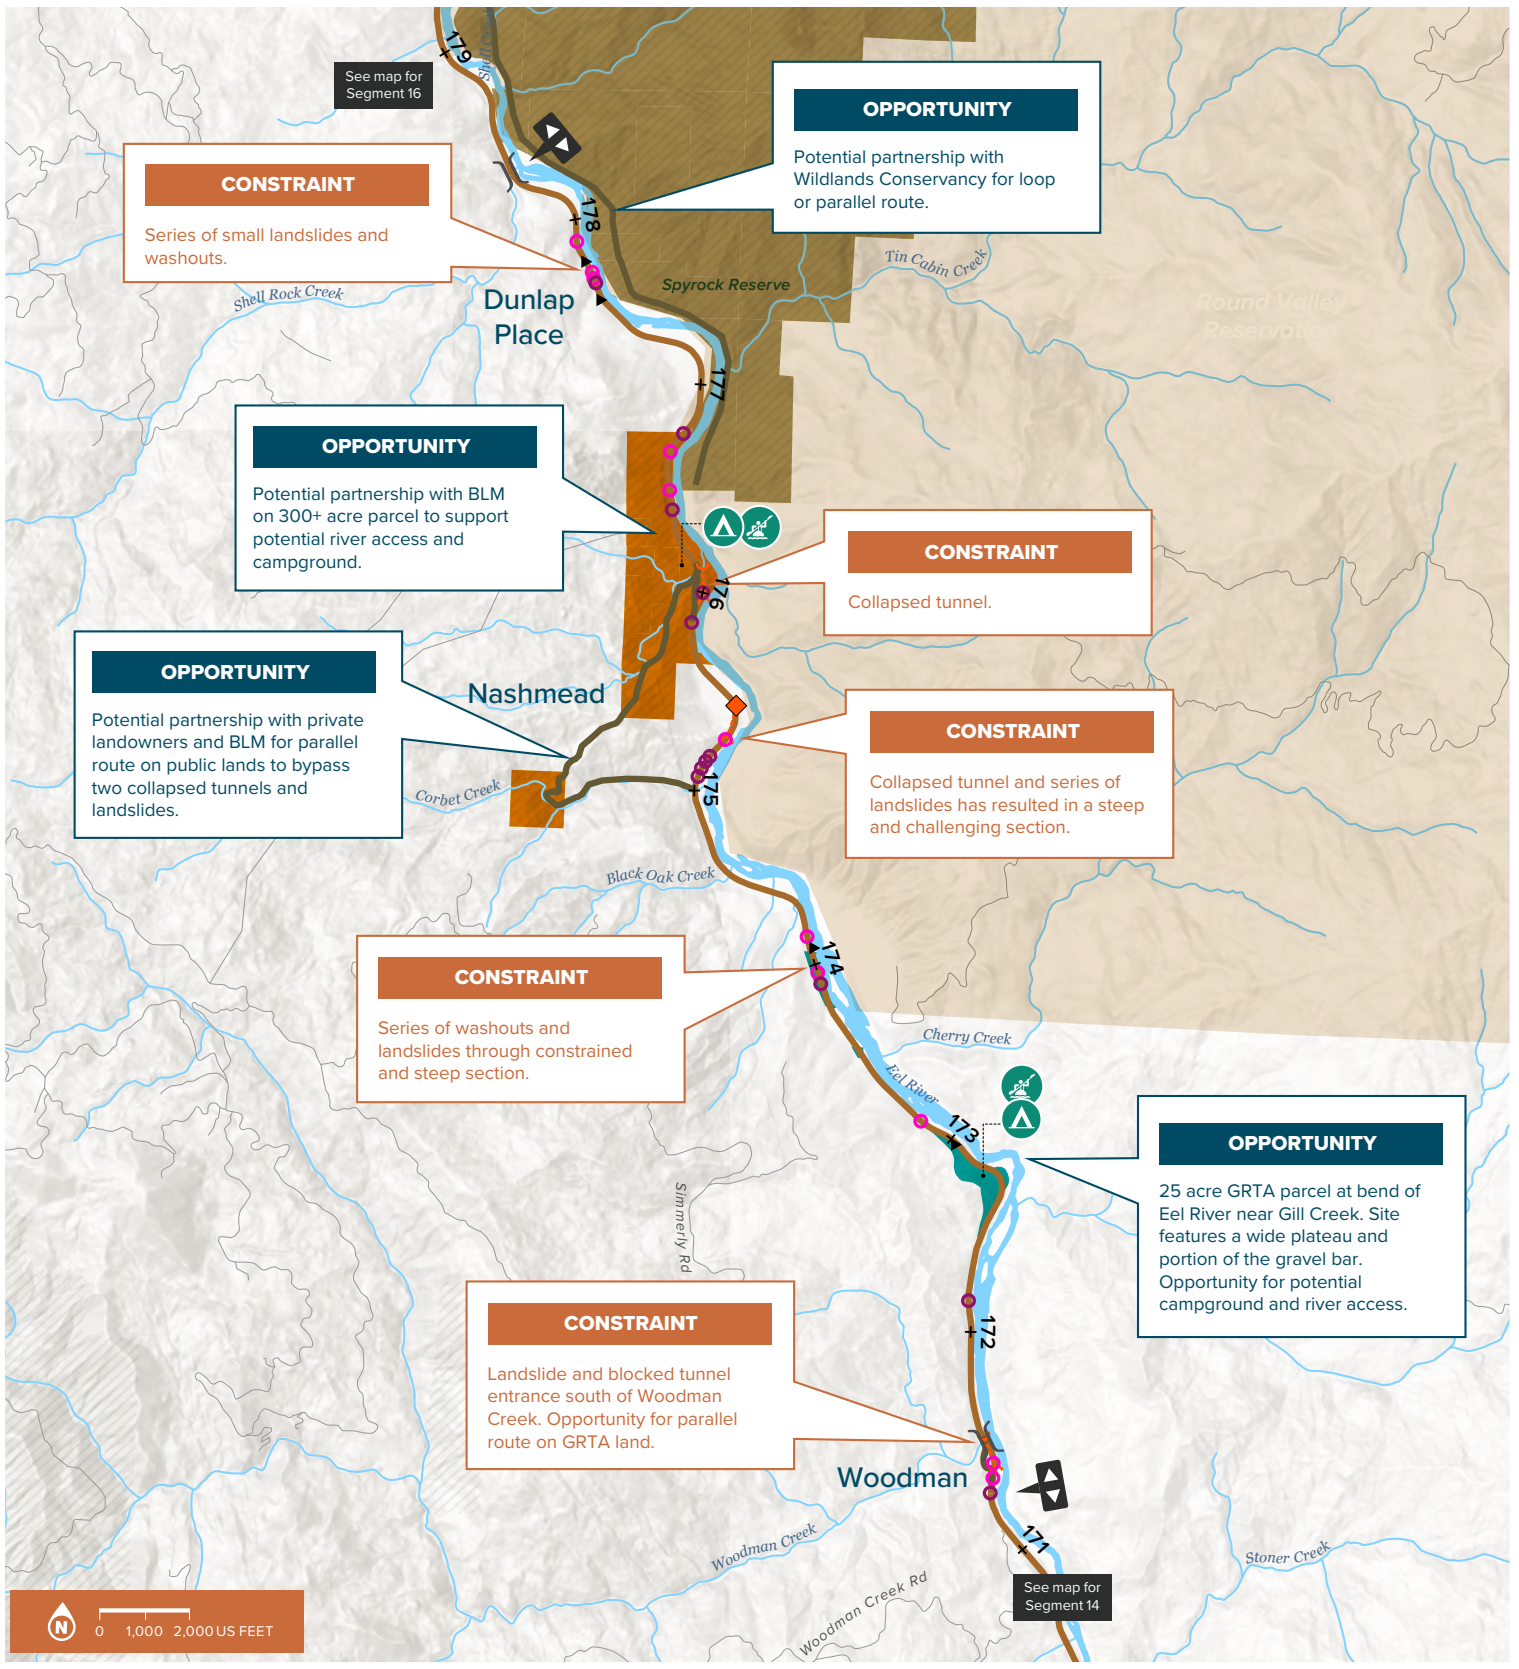 179
Shell Creek
See map for
Segment 16
OPPORTUNITY
Potential partnership with
Wildlands Conservancy for loop
or parallel route.
CONSTRAINT
Series of small landslides and
washouts.
178
Tin Cabin Creek
Spyrock Reserve
Shell Rock Creek
Dunlap
Place
Round Valley
177
OPPORTUNITY
Potential partnership with BLM
on 300+ acre parcel to support
potential river access and
campground.
CONSTRAINT
Collapsed tunnel.
176
OPPORTUNITY
Potential partnership with private
landowners and BLM for parallel
route on public lands to bypass
two collapsed tunnels and
landslides.
Nashmead
CONSTRAINT
Collapsed tunnel and series of
landslides has resulted in a steep
and challenging section.
Corbet Creek
175
Black Oak Creek
174
CONSTRAINT
Series of washouts and
landslides through constrained
and steep section.
Cherry Creek
Eel River
173
OPPORTUNITY
25 acre GRTA parcel at bend of
Eel River near Gill Creek. Site
features a wide plateau and
portion of the gravel bar.
Opportunity for potential
campground and river access.
Simmerly Rd
CONSTRAINT
Landslide and blocked tunnel
entrance south of Woodman
Creek. Opportunity for parallel
route on GRTA land.
172
Woodman
171
Woodman Creek
Stoner Creek
See map for
Segment 14
Woodman Creek Rd
N
0 1,000 2,000 US FEET